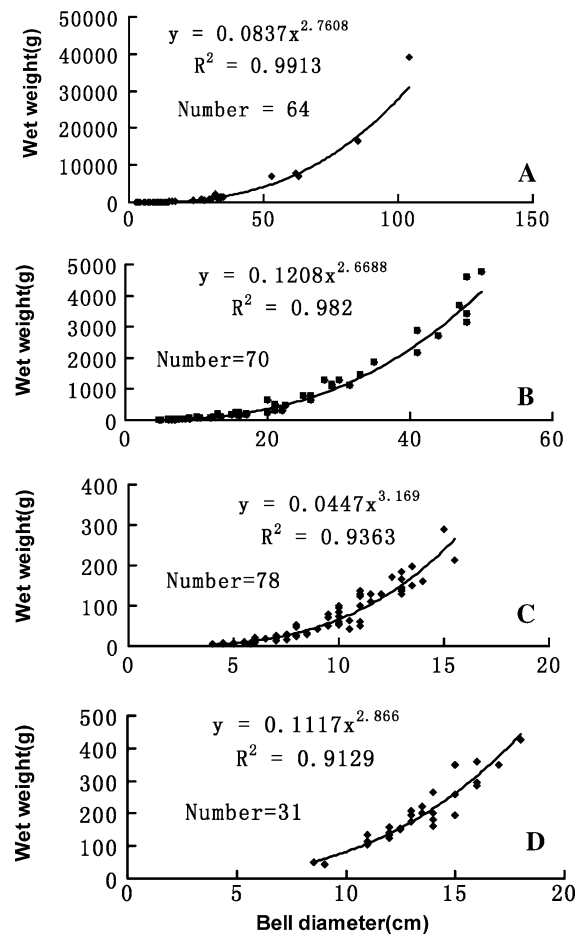 50000
40000
30000
20000
10000
0
0
50
100
150
Wet weight(g)
y = 0.0837x^2.7608
R^2 = 0.9913
Number = 64
A
5000
4000
3000
2000
1000
0
0
20
40
60
Wet weight(g)
y = 0.1208x^2.6688
R^2 = 0.982
Number=70
B
400
300
200
100
0
0
5
10
15
20
Wet weight(g)
y = 0.0447x^3.169
R^2 = 0.9363
Number=78
C
500
400
300
200
100
0
0
5
10
15
20
Wet weight(g)
y = 0.1117x^2.866
R^2 = 0.9129
Number=31
D
Bell diameter(cm)